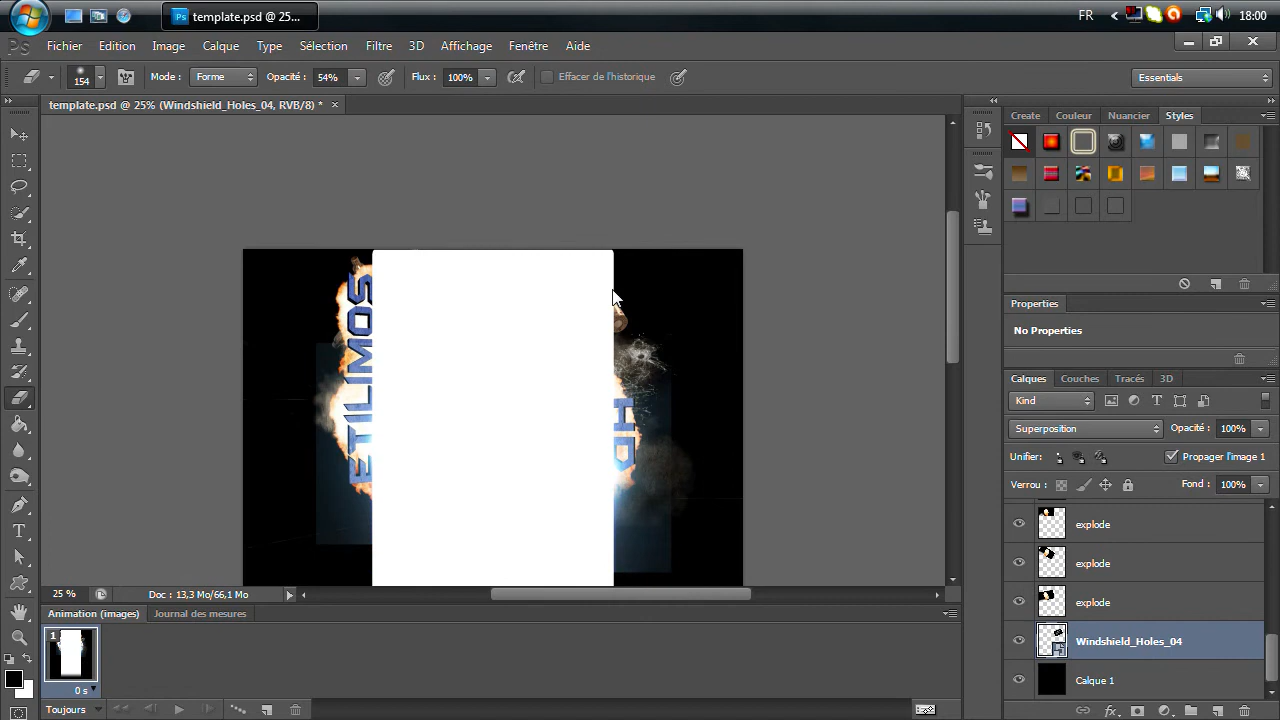 template.psd @ 25%...
FR
18:00
Ps
Fichier Edition Image Calque Type Sélection Filtre 3D Affichage Fenêtre Aide
154
Mode : Forme
Opacité : 54%
Flux : 100%
Effacer de l'historique
Essentials
template.psd @ 25% (Windshield_Holes_04, RVB/8) *
Create Couleur Nuancier Styles
Properties
No Properties
Calques Couches Tracés 3D
Kind
Superposition
Opacité : 100%
Unifier :
Propager l'image 1
Verrou :
Fond : 100%
explode
explode
explode
Windshield_Holes_04
Calque 1
ETILIMOS
HD
25 %
Doc : 13,3 Mo/66,1 Mo
Animation (images) Journal des mesures
1
0 s
Toujours